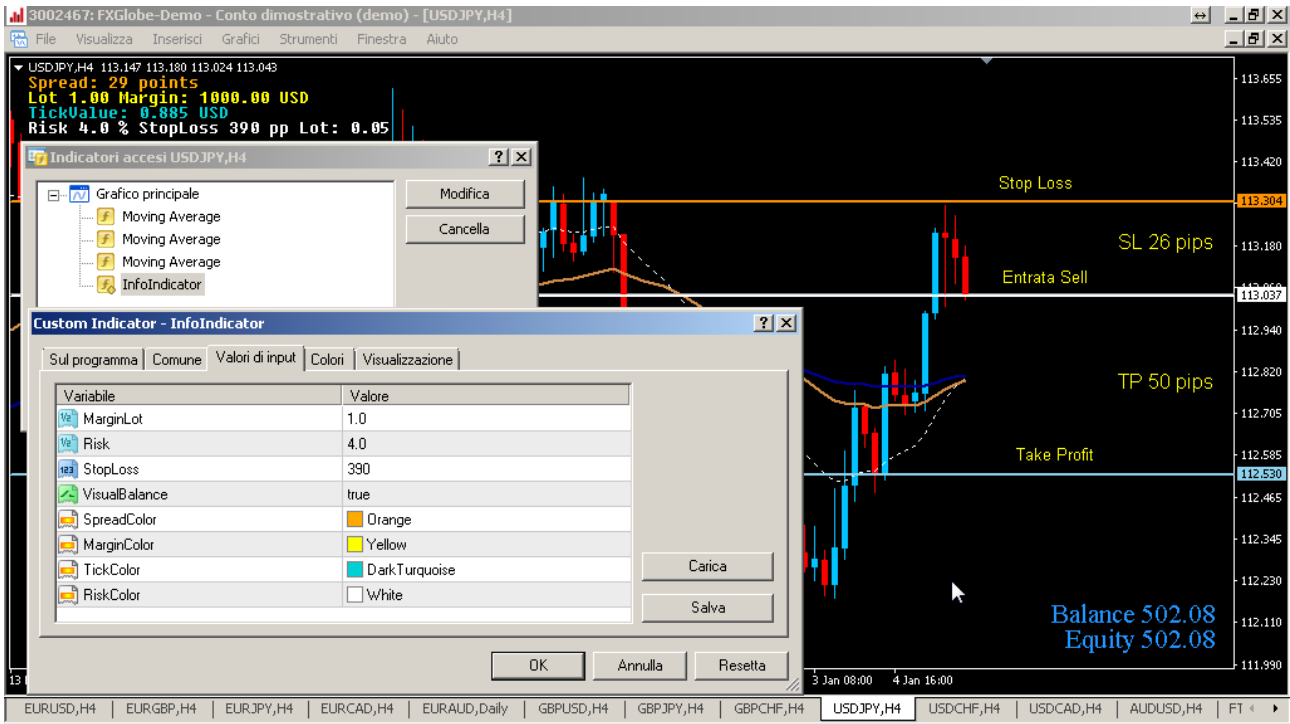 3002467: FXGlobe-Demo - Conto dimostrativo (demo) - [USDJPY,H4]
File Visualizza Inserisci Grafici Strumenti Finestra Aiuto
USDJPY,H4 113.147 113.180 113.024 113.043
Spread: 29 points
Lot 1.00 Margin: 1000.00 USD
TickValue: 0.885 USD
Risk 4.0 % StopLoss 390 pp Lot: 0.05
Indicatori accesi USDJPY,H4
Grafico principale
Moving Average
Moving Average
Moving Average
InfoIndicator
Modifica
Cancella
Custom Indicator - InfoIndicator
Sul programma Comune Valori di input Colori Visualizzazione
Variabile Valore
MarginLot 1.0
Risk 4.0
StopLoss 390
VisualBalance true
SpreadColor Orange
MarginColor Yellow
TickColor DarkTurquoise
RiskColor White
Carica
Salva
OK Annulla Resetta
Stop Loss
SL 26 pips
Entrata Sell
TP 50 pips
Take Profit
Balance 502.08
Equity 502.08
113.655
113.535
113.420
113.304
113.180
113.037
112.940
112.820
112.705
112.585
112.530
112.465
112.345
112.230
112.110
111.990
3 Jan 08:00 4 Jan 16:00
EURUSD,H4 EURGBP,H4 EURJPY,H4 EURCAD,H4 EURAUD,Daily GBPUSD,H4 GBPJPY,H4 GBPCHF,H4 USDJPY,H4 USDCHF,H4 USDCAD,H4 AUDUSD,H4 FT